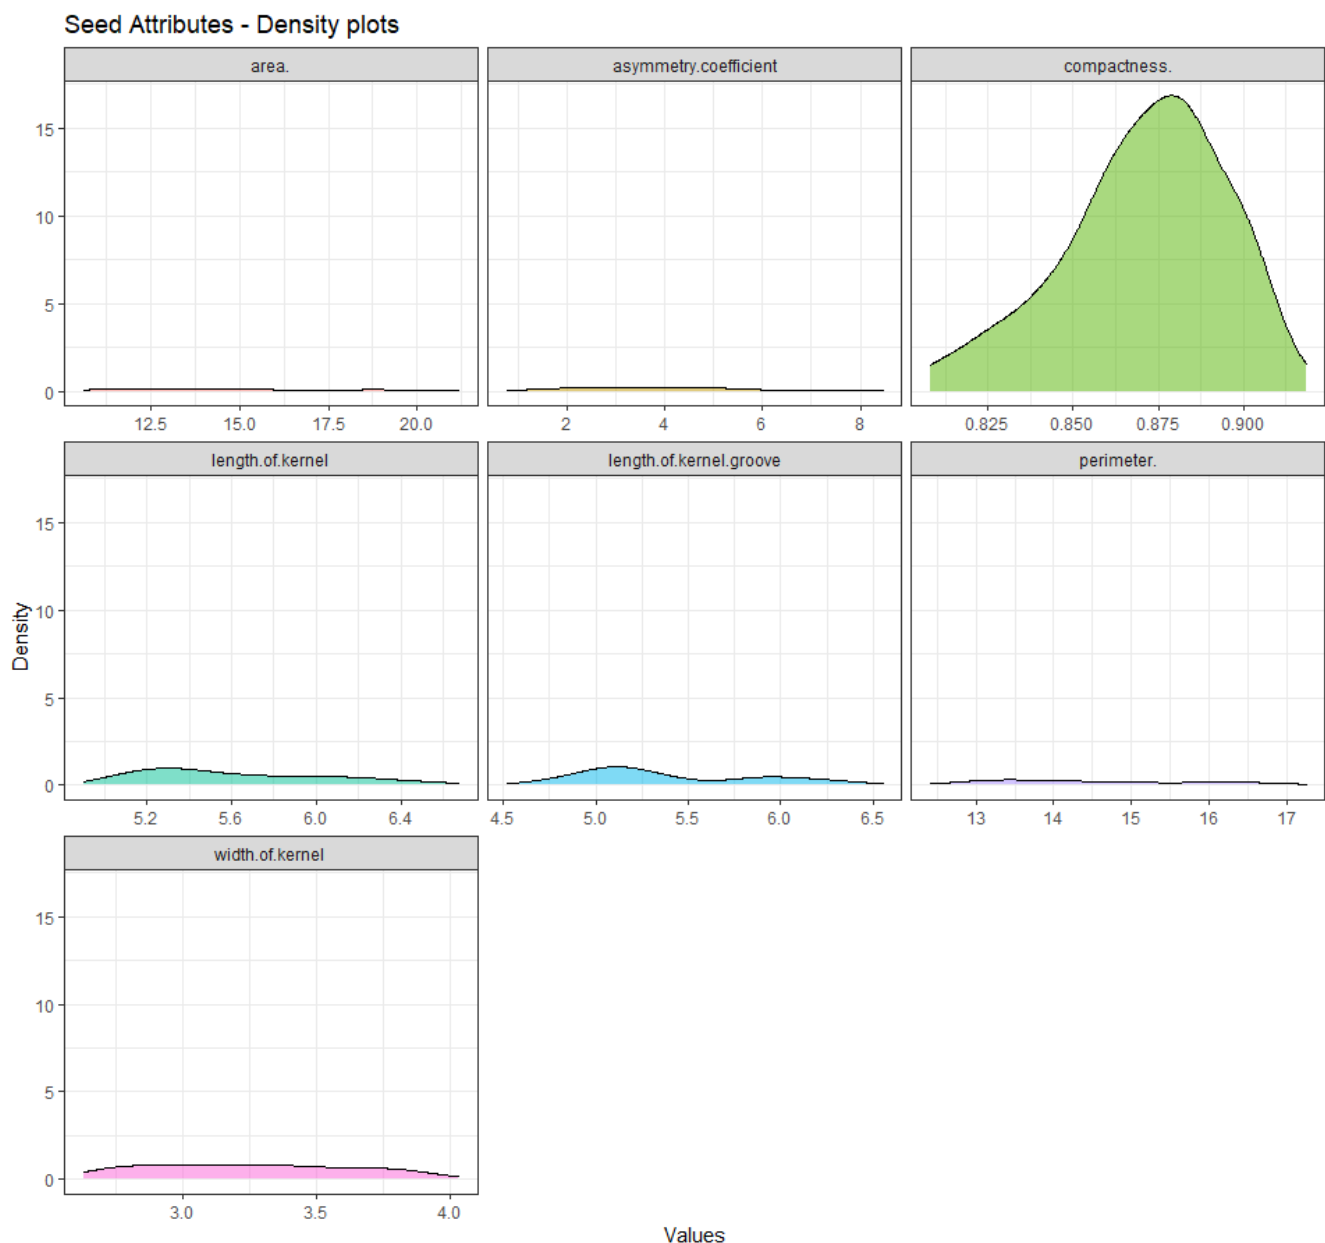 Seed Attributes - Density plots
area.
asymmetry.coefficient
compactness.
15
10
5
0
12.5 15.0 17.5 20.0
2 4 6 8
0.825 0.850 0.875 0.900
length.of.kernel
length.of.kernel.groove
perimeter.
15
10
5
0
5.2 5.6 6.0 6.4
4.5 5.0 5.5 6.0 6.5
13 14 15 16 17
Density
width.of.kernel
15
10
5
0
3.0 3.5 4.0
Values